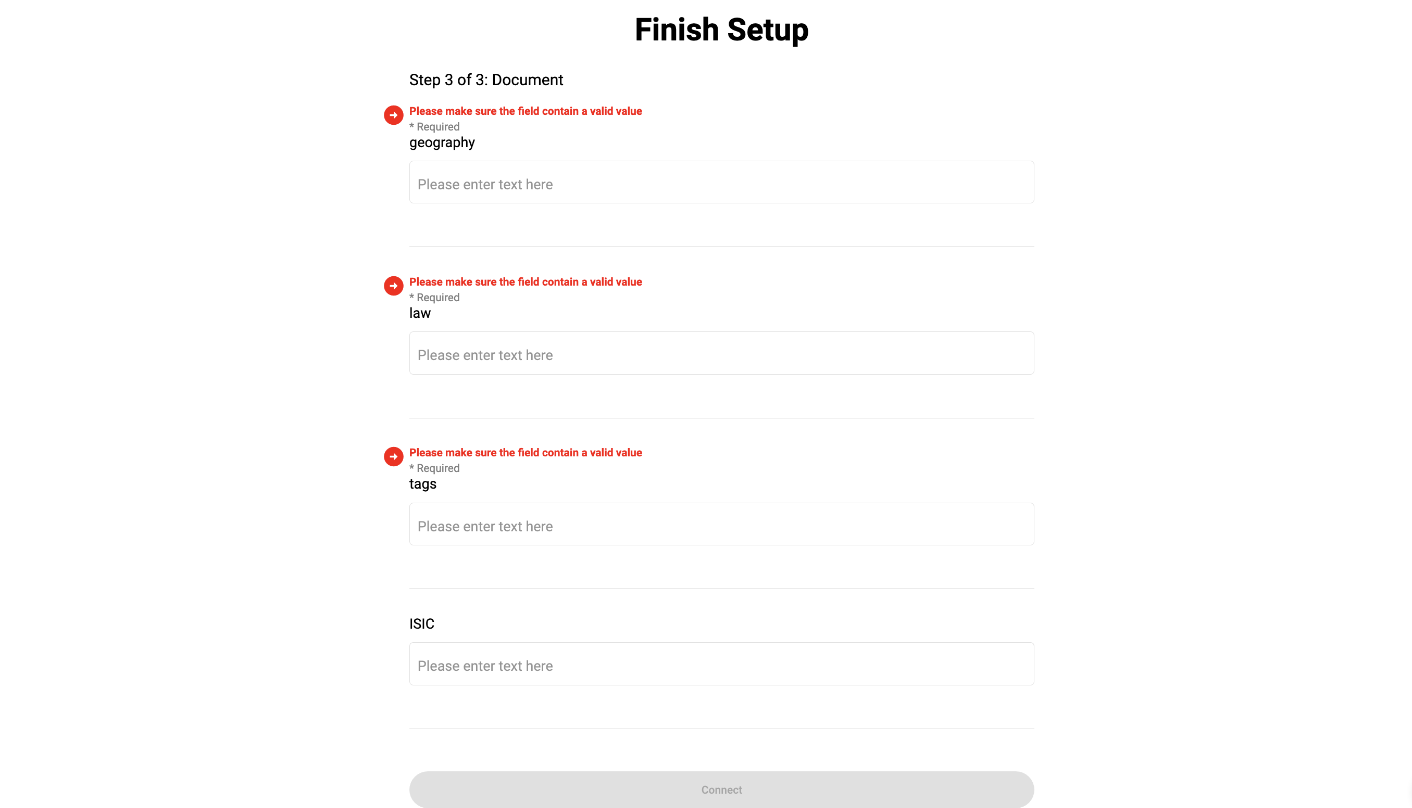 Finish Setup
Step 3 of 3: Document
Please make sure the field contain a valid value
* Required
geography
Please enter text here
Please make sure the field contain a valid value
* Required
law
Please enter text here
Please make sure the field contain a valid value
* Required
tags
Please enter text here
ISIC
Please enter text here
Connect